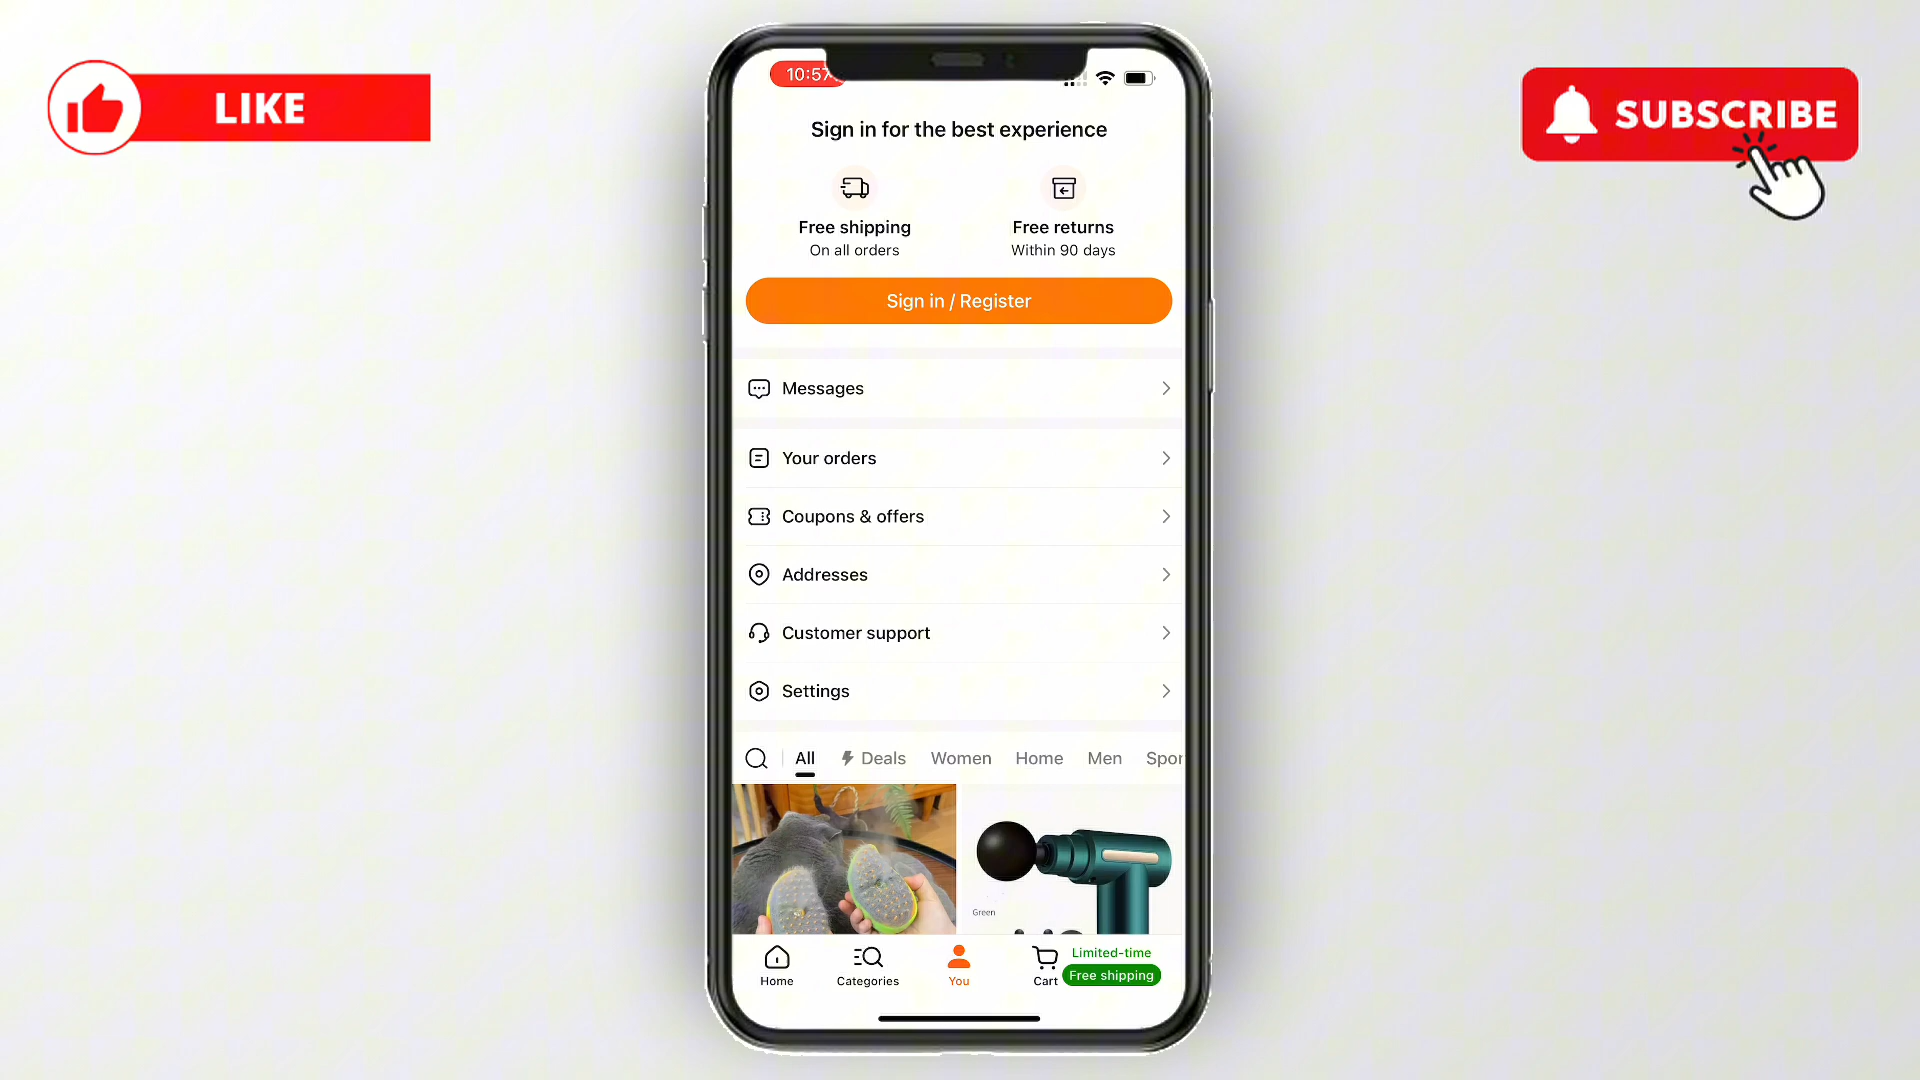 LIKE
SUBSCRIBE
10:57
Sign in for the best experience
Free shipping
On all orders
Free returns
Within 90 days
Sign in / Register
Messages
Your orders
Coupons & offers
Addresses
Customer support
Settings
All Deals Women Home Men Spor
Green
Home
Categories
You
Cart
Limited-time
Free shipping